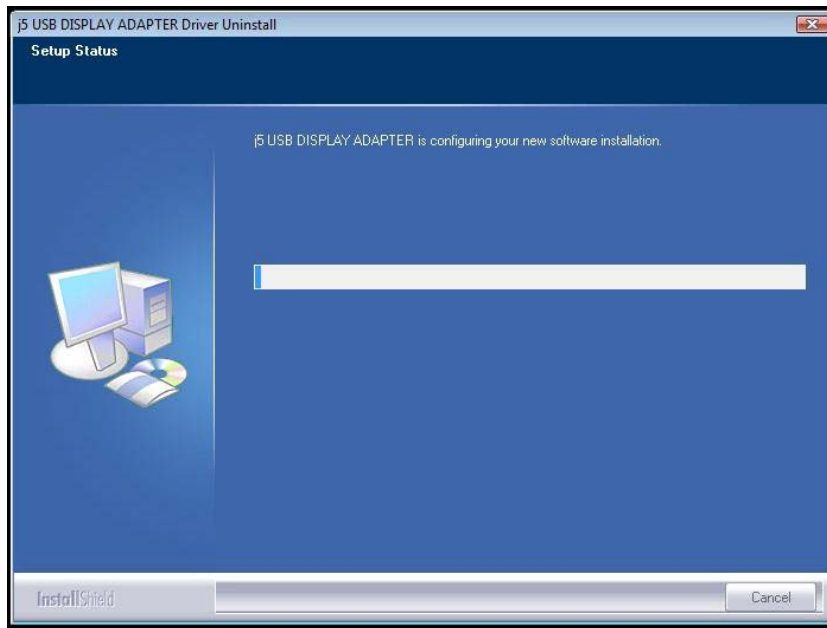 j5 USB DISPLAY ADAPTER Driver Uninstall
Setup Status
j5 USB DISPLAY ADAPTER is configuring your new software installation.
InstallShield
Cancel